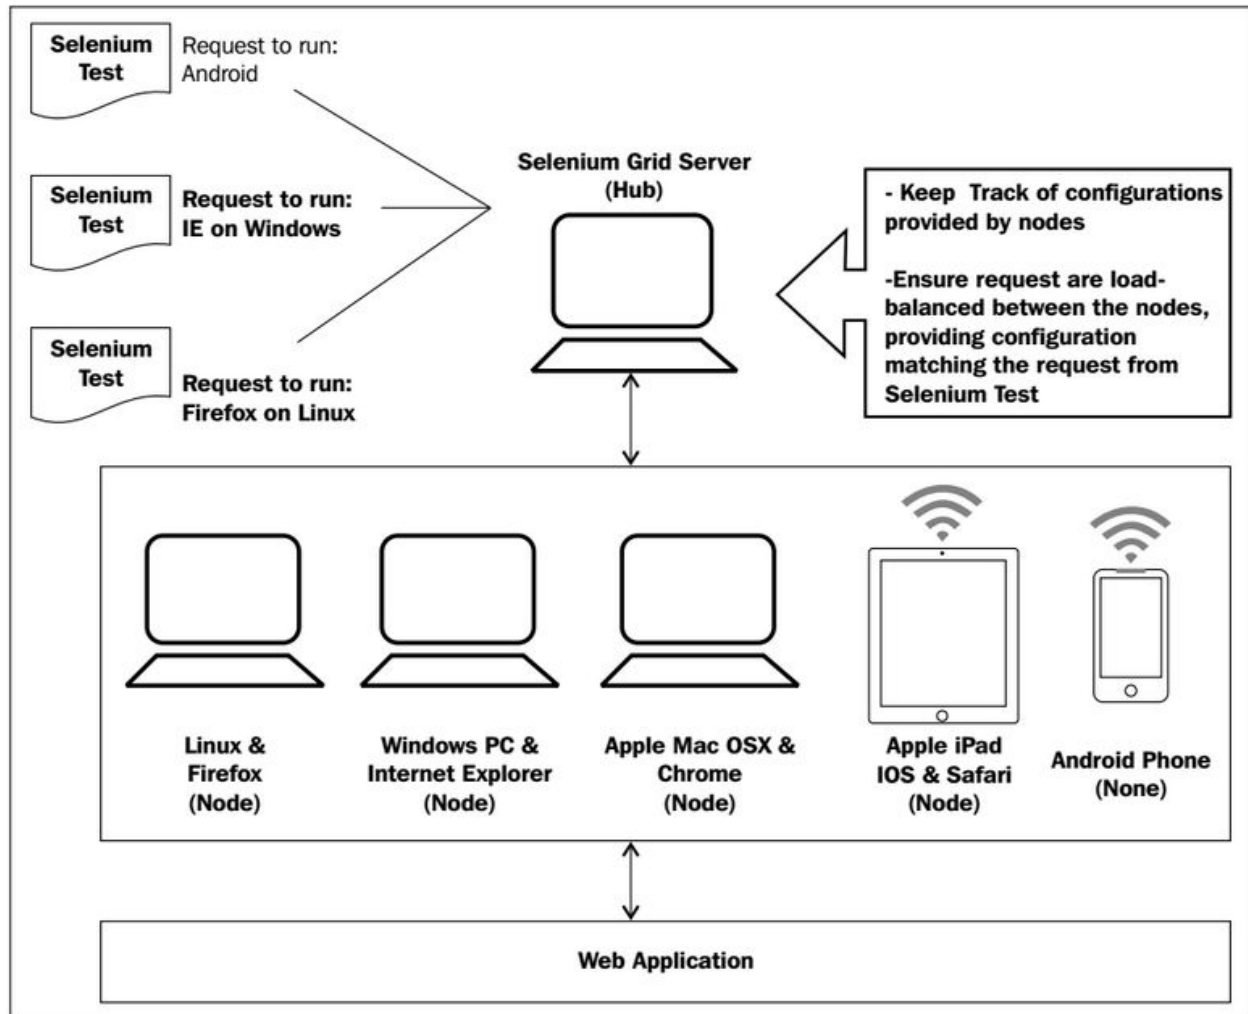 Selenium
Test
Request to run:
Android
Selenium
Test
Request to run:
IE on Windows
Selenium
Test
Request to run:
Firefox on Linux
Selenium Grid Server
(Hub)
- Keep Track of configurations
provided by nodes
-Ensure request are load-
balanced between the nodes,
providing configuration
matching the request from
Selenium Test
Linux &
Firefox
(Node)
Windows PC &
Internet Explorer
(Node)
Apple Mac OSX &
Chrome
(Node)
Apple iPad
IOS & Safari
(Node)
Android Phone
(None)
Web Application